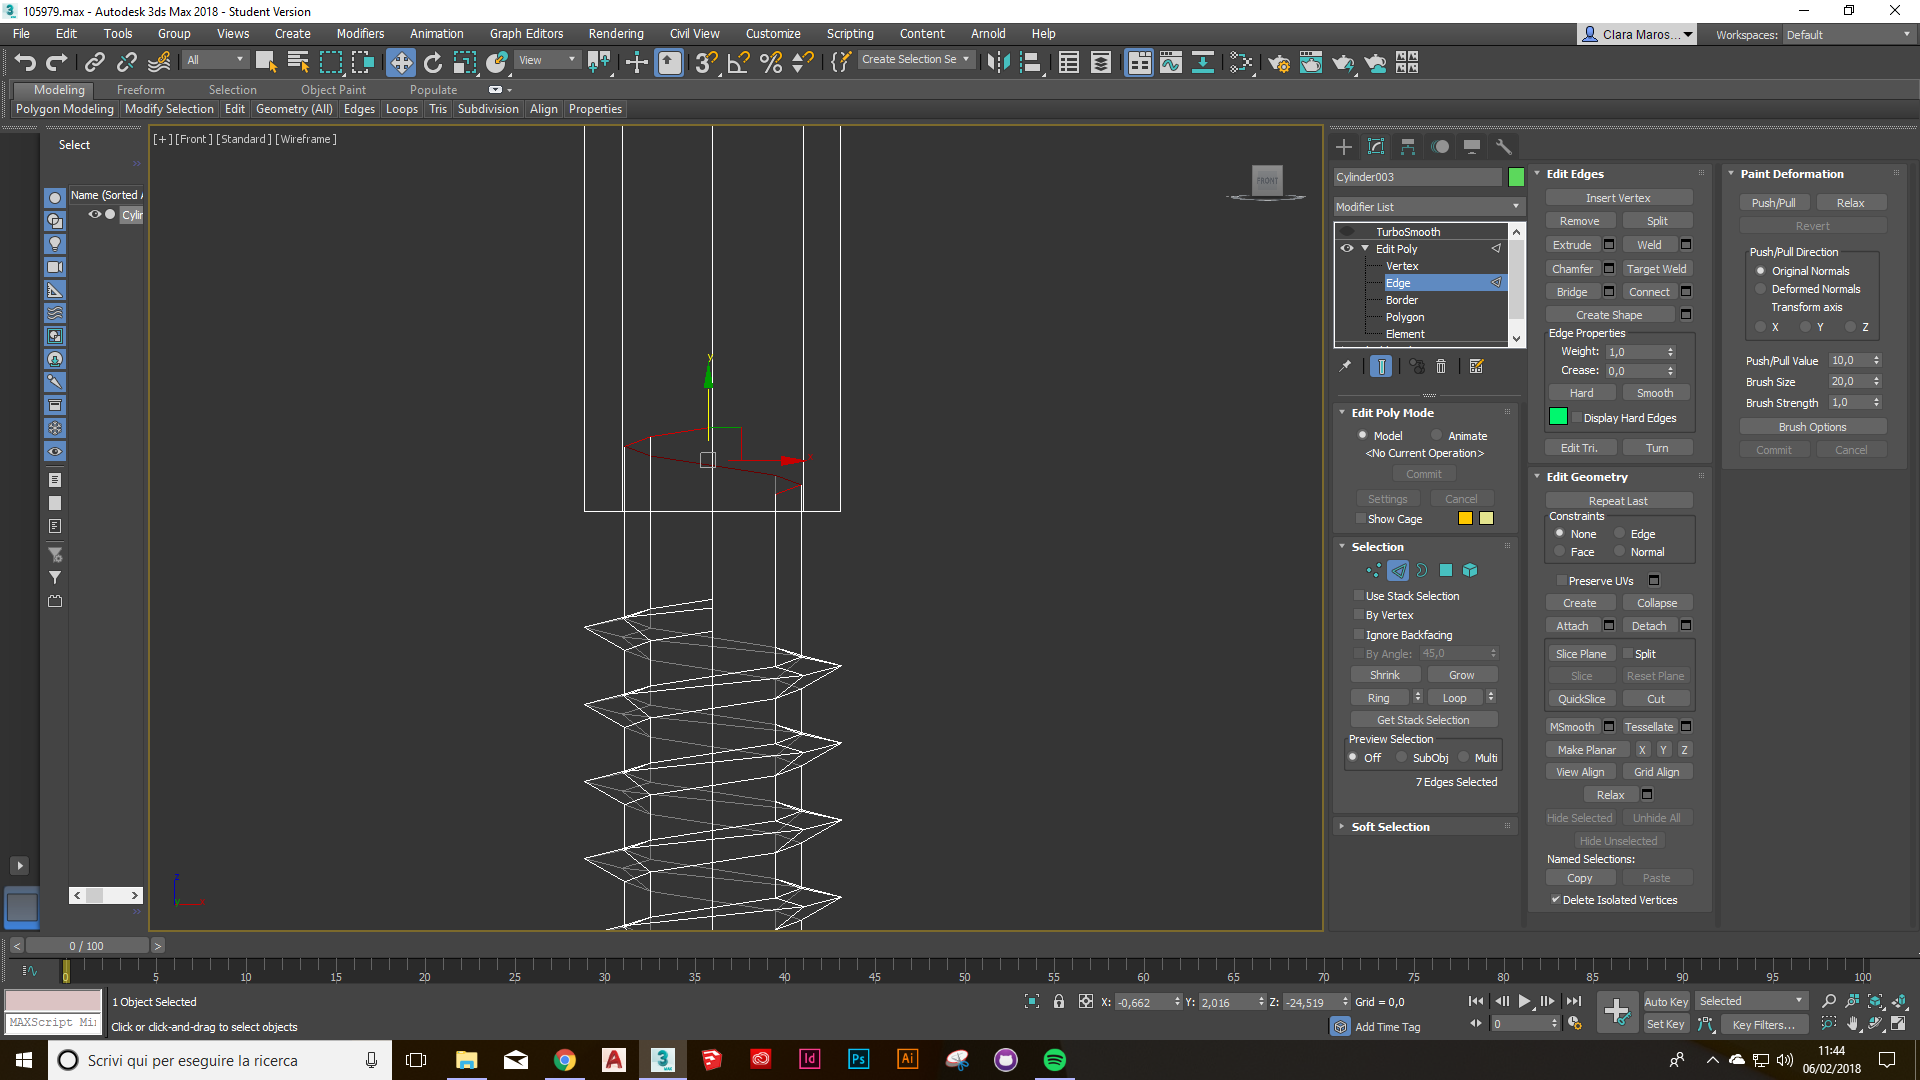 105979.max - Autodesk 3ds Max 2018 - Student Version
File Edit Tools Group Views Create Modifiers Animation Graph Editors Rendering Civil View Customize Scripting Content Arnold Help
Clara Maros...
Workspaces: Default
All
View
Create Selection Se
Modeling Freeform Selection Object Paint Populate
Polygon Modeling Modify Selection Edit Geometry (All) Edges Loops Tris Subdivision Align Properties
Select
Name (Sorted A
Cylin
[+] [Front] [Standard] [Wireframe]
FRONT
y
z
Cylinder003
Modifier List
TurboSmooth
Edit Poly
Vertex
Edge
Border
Polygon
Element
Edit Poly Mode
Model Animate
<No Current Operation>
Commit
Settings Cancel
Show Cage
Selection
Use Stack Selection
By Vertex
Ignore Backfacing
By Angle: 45,0
Shrink Grow
Ring Loop
Get Stack Selection
Preview Selection
Off SubObj Multi
7 Edges Selected
Soft Selection
Edit Edges
Insert Vertex
Remove Split
Extrude Weld
Chamfer Target Weld
Bridge Connect
Create Shape
Edge Properties
Weight: 1,0
Crease: 0,0
Hard Smooth
Display Hard Edges
Edit Tri. Turn
Edit Geometry
Repeat Last
Constraints
None Edge
Face Normal
Preserve UVs
Create Collapse
Attach Detach
Slice Plane Split
Slice Reset Plane
QuickSlice Cut
MSmooth Tessellate
Make Planar X Y Z
View Align Grid Align
Relax
Hide Selected Unhide All
Hide Unselected
Named Selections:
Copy Paste
Delete Isolated Vertices
Paint Deformation
Push/Pull Relax
Revert
Push/Pull Direction
Original Normals
Deformed Normals
Transform axis
X Y Z
Push/Pull Value 10,0
Brush Size 20,0
Brush Strength 1,0
Brush Options
Commit Cancel
0 / 100
0 5 10 15 20 25 30 35 40 45 50 55 60 65 70 75 80 85 90 95 100
1 Object Selected
X: -0,662 Y: 2,016 Z: -24,519 Grid = 0,0
Auto Key Selected
MAXScript Mi
Click or click-and-drag to select objects
Add Time Tag
0
Set Key Key Filters...
Scrivi qui per eseguire la ricerca
11:44
06/02/2018